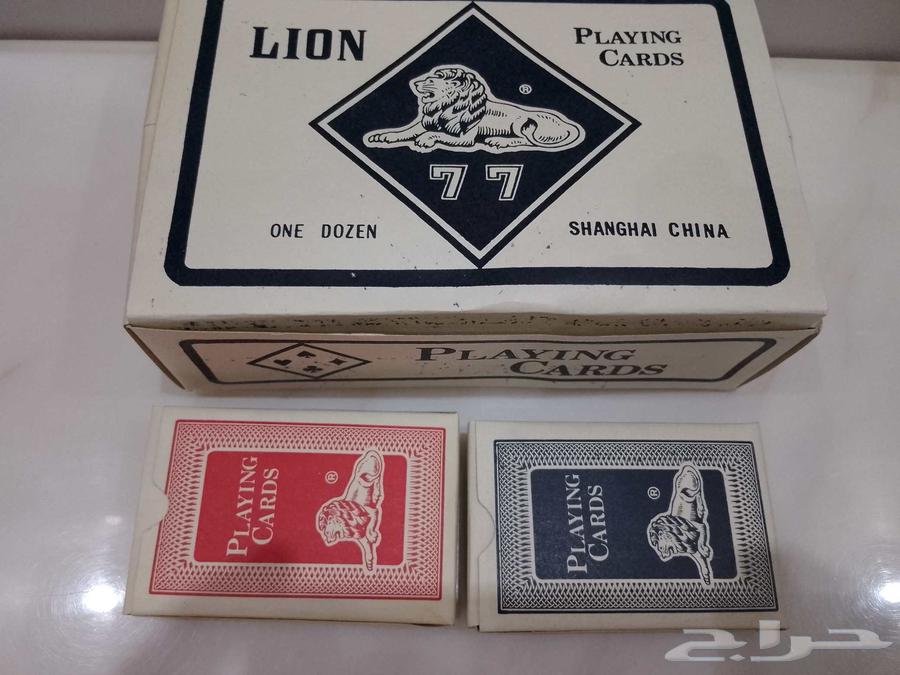 LION
PLAYING
CARDS
®
77
ONE DOZEN
SHANGHAI CHINA
PLAYING
CARDS
PLAYING
CARDS
®
PLAYING
CARDS
®
حراج